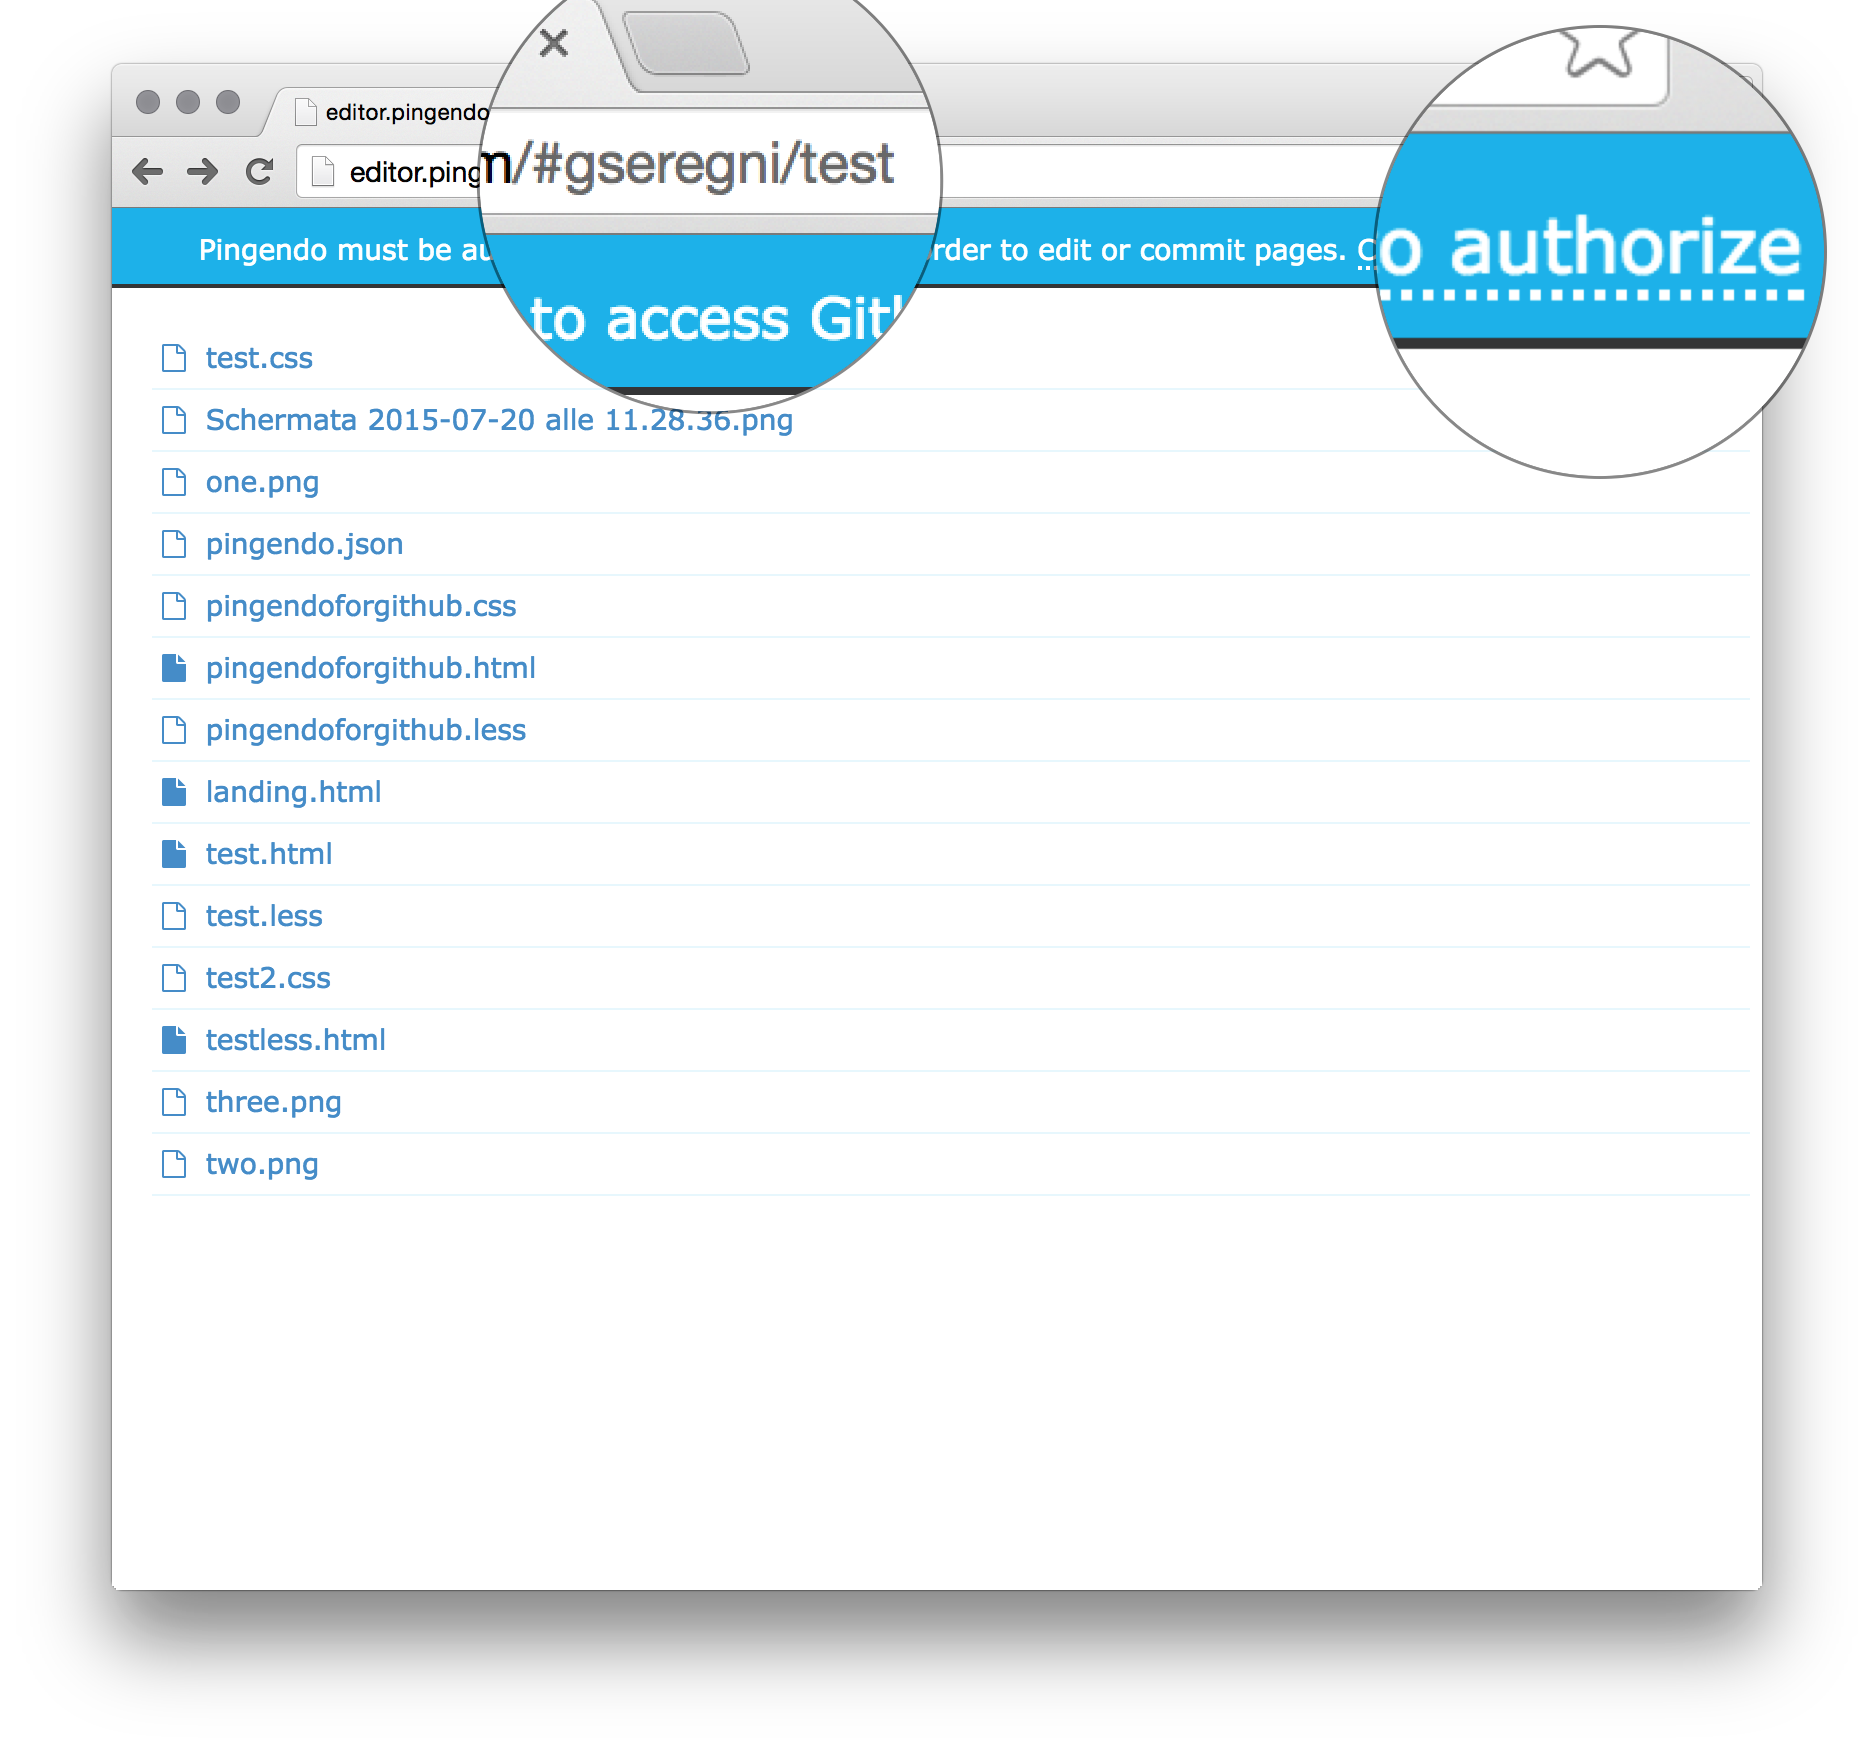 editor.pingendo
editor.ping
m/#gseregni/test
Pingendo must be au
to access Git
rder to edit or commit pages. C
o authorize
test.css
Schermata 2015-07-20 alle 11.28.36.png
one.png
pingendo.json
pingendoforgithub.css
pingendoforgithub.html
pingendoforgithub.less
landing.html
test.html
test.less
test2.css
testless.html
three.png
two.png